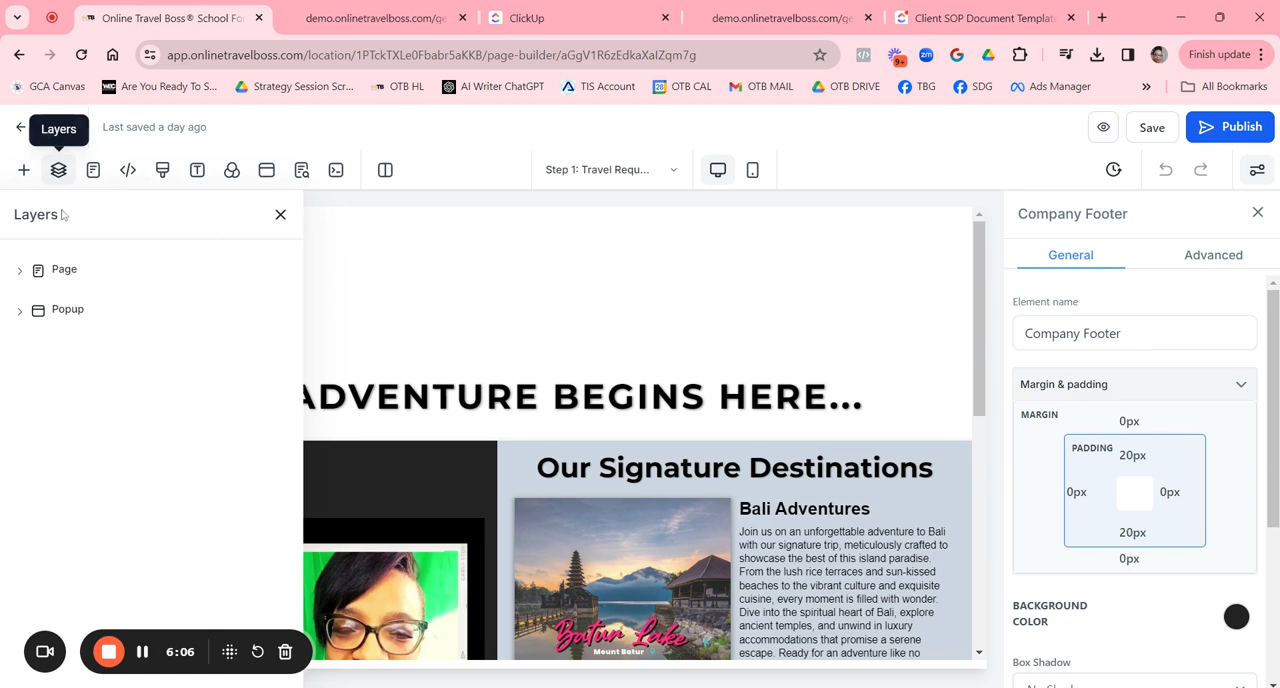 Online Travel Boss® School For
demo.onlinetravelboss.com/qe
ClickUp
demo.onlinetravelboss.com/qe
Client SOP Document Templat
app.onlinetravelboss.com/location/1PTckTXLe0Fbabr5aKKB/page-builder/aGgV1R6zEdkaXaIZqm7g
9+
zm
Finish update
GCA Canvas
Are You Ready To S...
Strategy Session Scr...
OTB HL
AI Writer ChatGPT
TIS Account
OTB CAL
OTB MAIL
OTB DRIVE
TBG
SDG
Ads Manager
All Bookmarks
Layers
Last saved a day ago
Save
Publish
Step 1: Travel Requ...
Layers
Page
Popup
ADVENTURE BEGINS HERE...
Our Signature Destinations
Batur Lake
Mount Batur
Bali Adventures
Join us on an unforgettable adventure to Bali
with our signature trip, meticulously crafted to
showcase the best of this island paradise.
From the lush rice terraces and sun-kissed
beaches to the vibrant culture and exquisite
cuisine, every moment is filled with wonder.
Dive into the spiritual heart of Bali, explore
ancient temples, and unwind in luxury
accommodations that promise a serene
escape. Ready for an adventure like no
Company Footer
General
Advanced
Element name
Company Footer
Margin & padding
MARGIN
0px
PADDING
20px
0px
0px
20px
0px
BACKGROUND
COLOR
Box Shadow
No Shadow
6:06